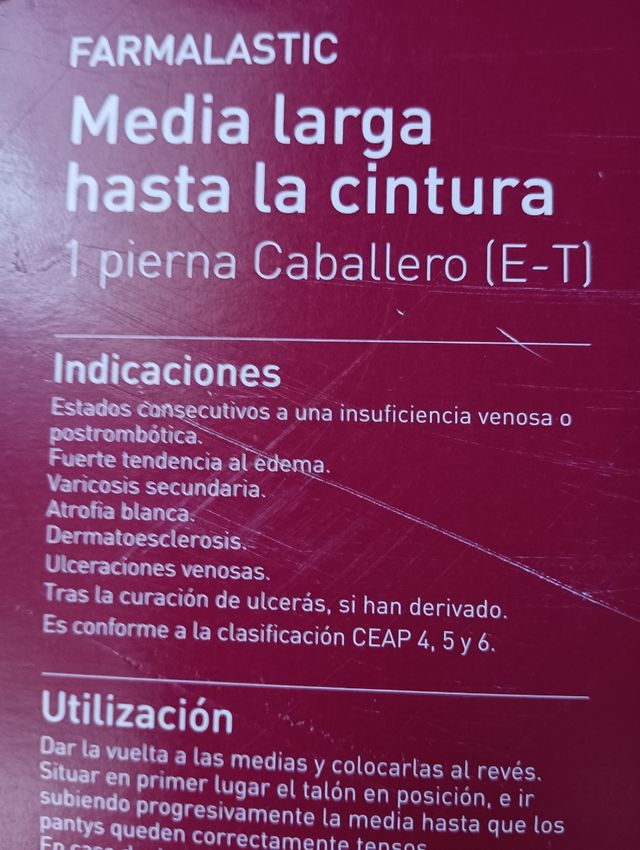 FARMALASTIC
Media larga
hasta la cintura
1 pierna Caballero (E-T)
Indicaciones
Estados consecutivos a una insuficiencia venosa o
postrombótica.
Fuerte tendencia al edema.
Varicosis secundaria.
Atrofia blanca.
Dermatoesclerosis.
Ulceraciones venosas.
Tras la curación de ulcerás, si han derivado.
Es conforme a la clasificación CEAP 4, 5 y 6.
Utilización
Dar la vuelta a las medias y colocarlas al revés.
Situar en primer lugar el talón en posición, e ir
subiendo progresivamente la media hasta que los
pantys queden correctamente tensos.
En caso